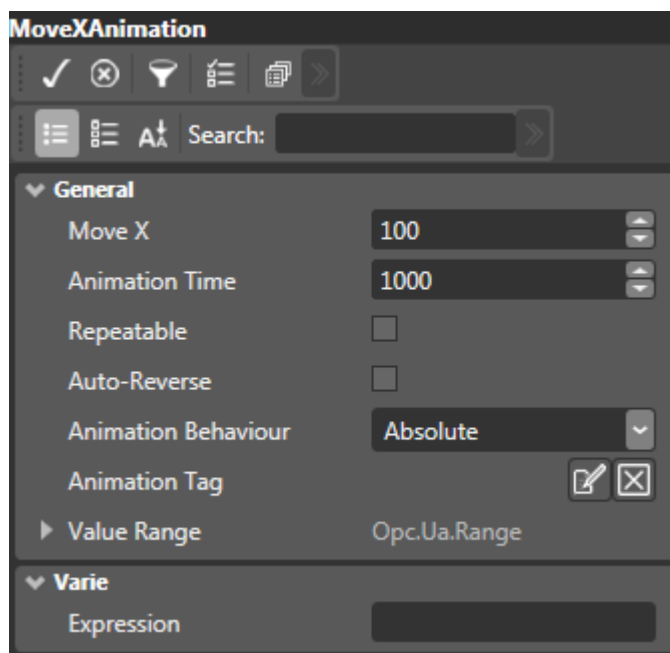 MoveXAnimation
Search:
General
Move X 100
Animation Time 1000
Repeatable
Auto-Reverse
Animation Behaviour Absolute
Animation Tag
Value Range Opc.Ua.Range
Varie
Expression